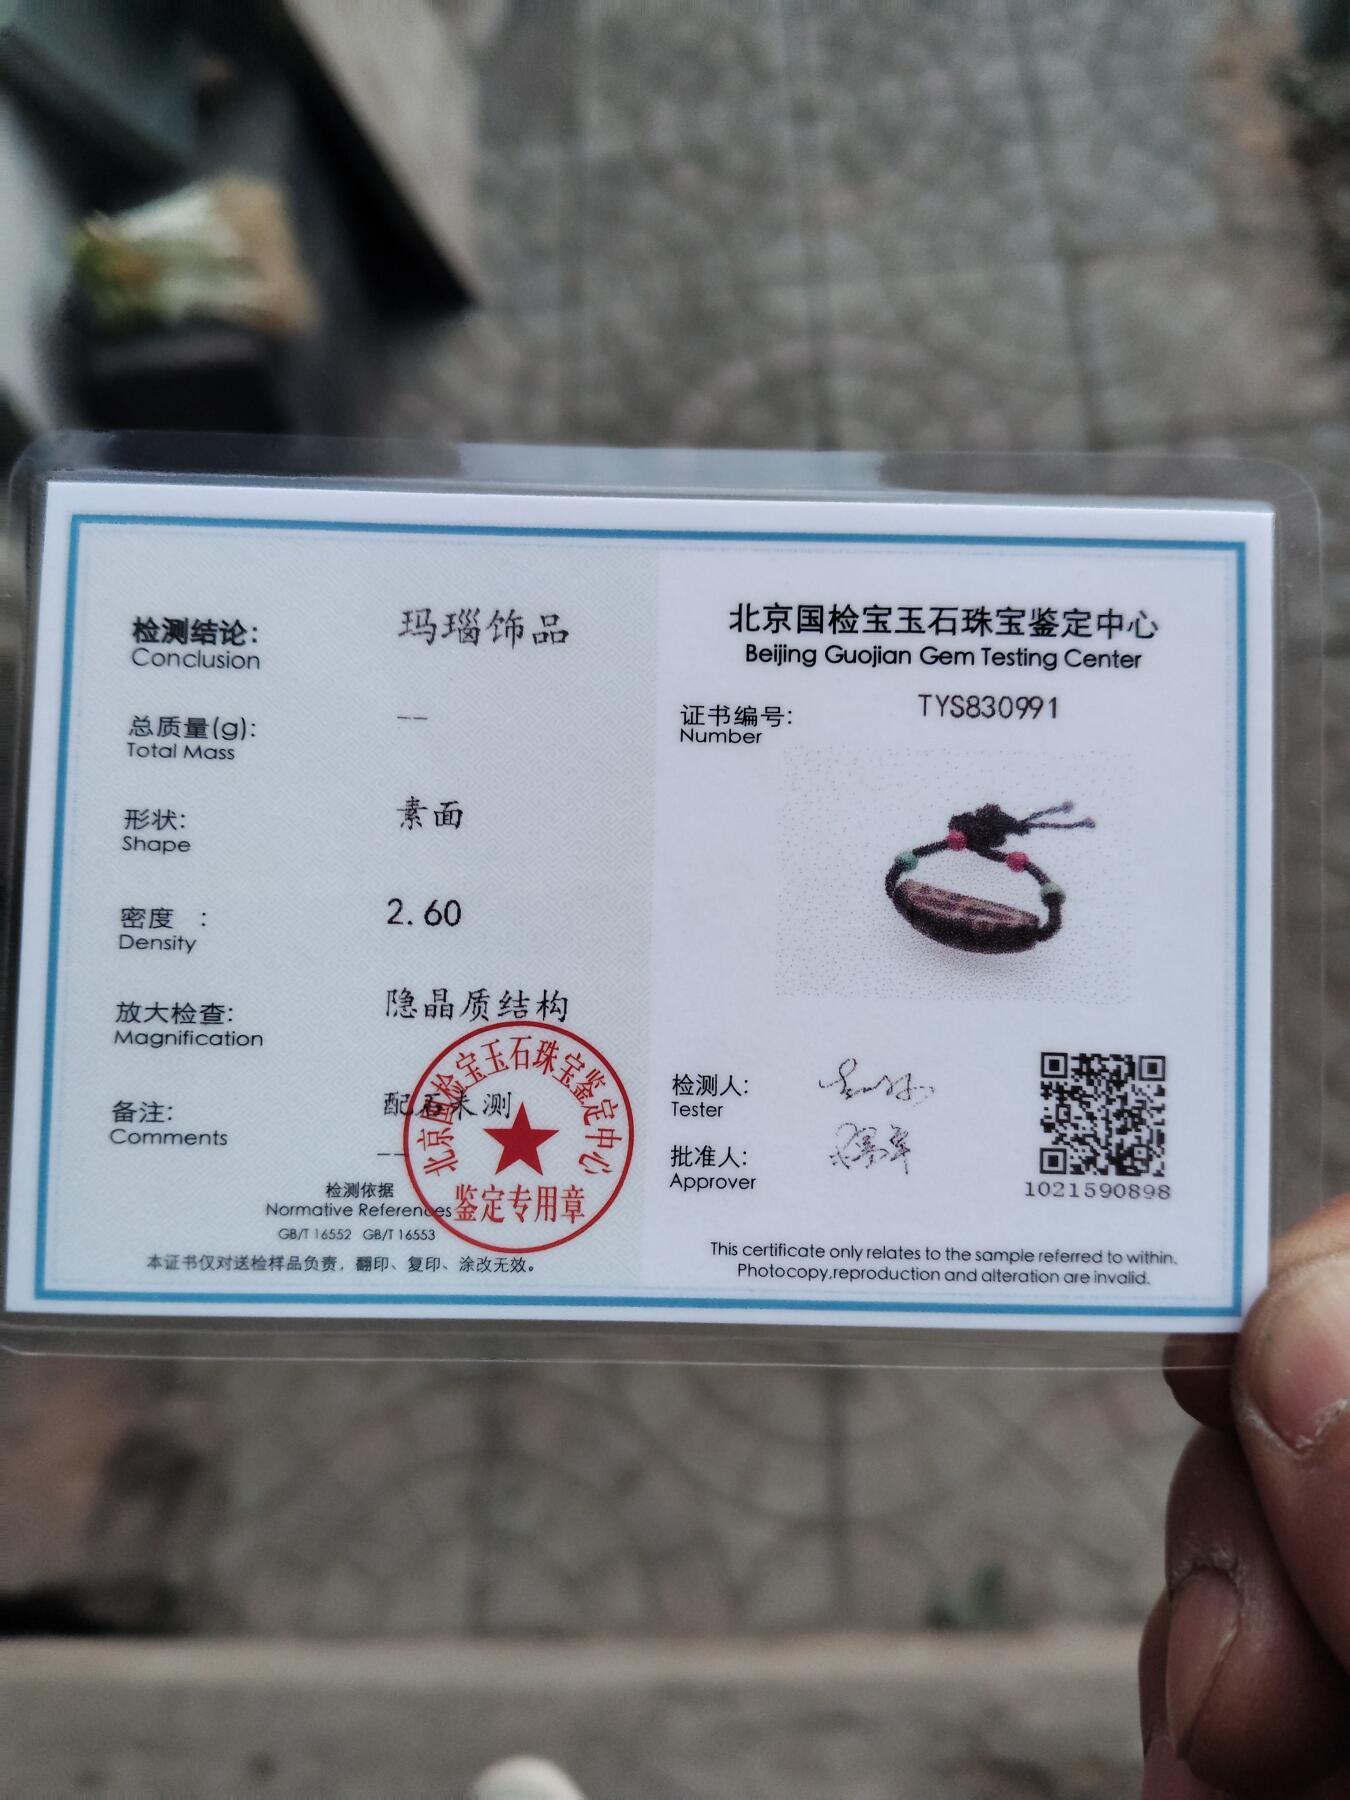 检测结论: 玛瑙饰品
Conclusion
总质量(g): --
Total Mass
形状: 素面
Shape
密度 : 2.60
Density
放大检查: 隐晶质结构
Magnification
备注: 配石未测
Comments --
检测依据
Normative References
GB/T 16552 GB/T 16553
本证书仅对送检样品负责，翻印、复印、涂改无效。
北京国检宝玉石珠宝鉴定中心
鉴定专用章
北京国检宝玉石珠宝鉴定中心
Beijing Guojian Gem Testing Center
证书编号: TYS830991
Number
检测人:
Tester
批准人:
Approver
1021590898
This certificate only relates to the sample referred to within.
Photocopy,reproduction and alteration are invalid.